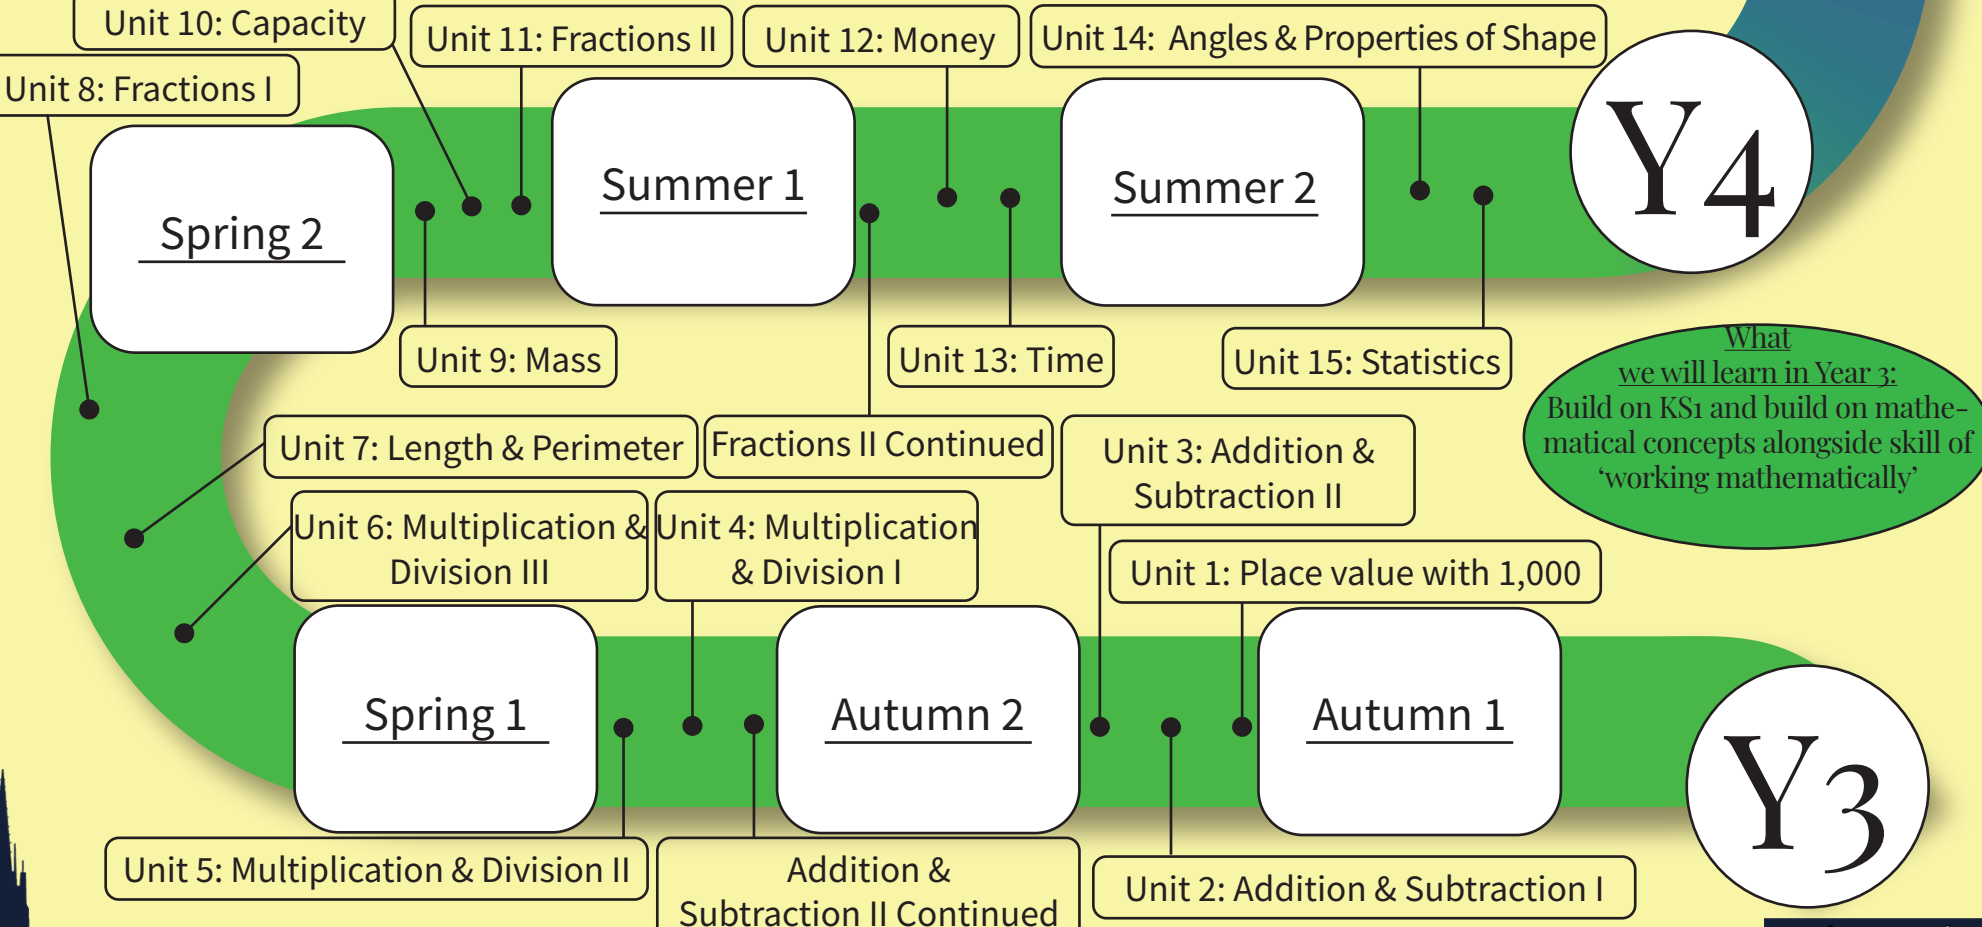 Unit 10: Capacity
Unit 11: Fractions II
Unit 12: Money
Unit 14: Angles & Properties of Shape
Unit 8: Fractions I
Y4
Spring 2
Summer 1
Summer 2
Unit 9: Mass
Unit 13: Time
Unit 15: Statistics
What
we will learn in Year 3:
Build on KS1 and build on mathe-
matical concepts alongside skill of
‘working mathematically’
Unit 7: Length & Perimeter
Fractions II Continued
Unit 3: Addition &
Subtraction II
Unit 6: Multiplication &
Division III
Unit 4: Multiplication
& Division I
Unit 1: Place value with 1,000
Spring 1
Autumn 2
Autumn 1
Y3
Unit 5: Multiplication & Division II
Addition &
Subtraction II Continued
Unit 2: Addition & Subtraction I